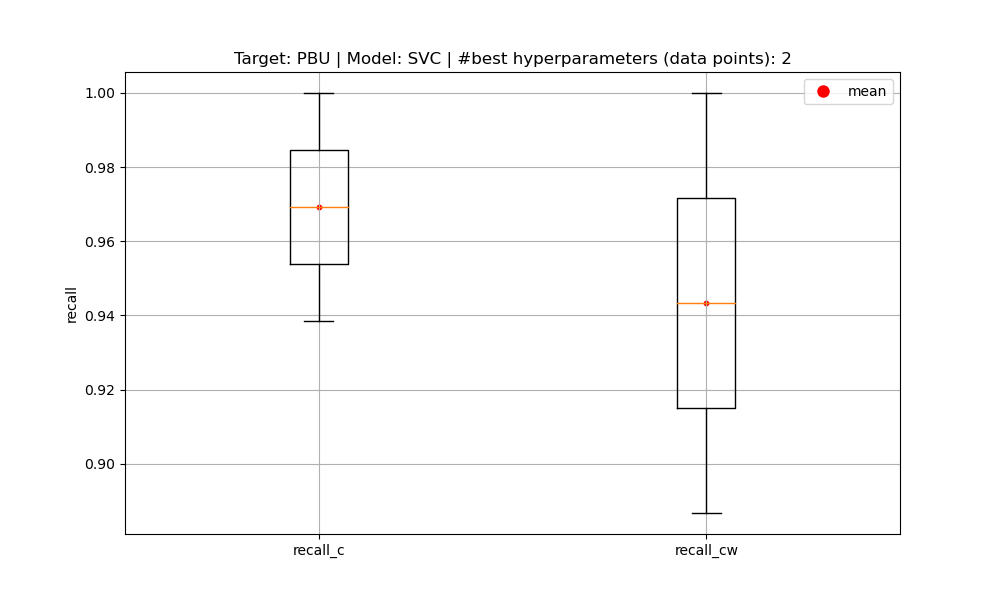 Target: PBU | Model: SVC | #best hyperparameters (data points): 2
mean
1.00
0.98
0.96
0.94
0.92
0.90
recall
recall_c
recall_cw